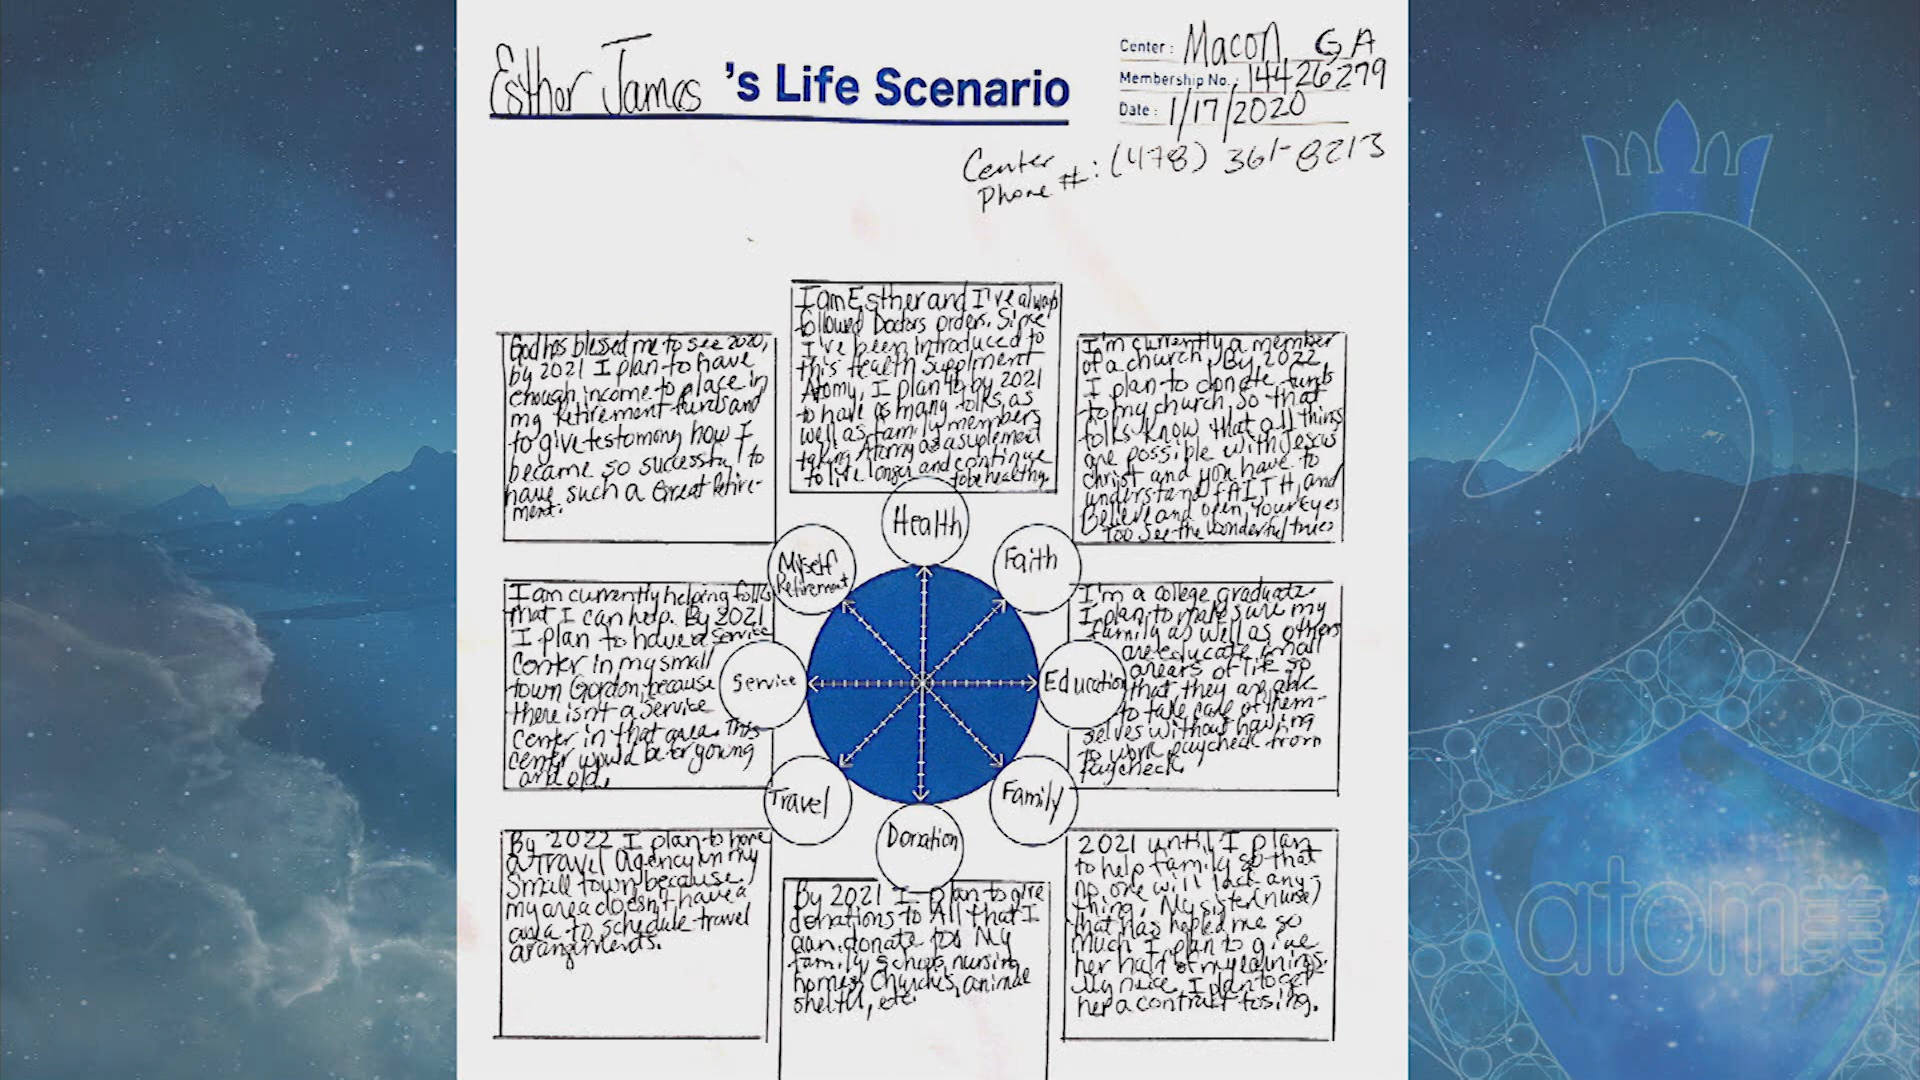 Esther James 's Life Scenario
Center : Macon GA
Membership No. : 14426279
Date : 1/17/2020
Center
Phone #: (478) 361-8213
I am Esther and I've always
followed Doctors orders. Since
I've been introduced to
this Health Supplment
Atomy, I plan to by 2021
to have as many folks, as
well as family members
taking Atomy as a suplement
to live longer and continue
to be healthy.
Health
God has blessed me to see 2020,
by 2021 I plan to have
enough income to place in
my Retirement funds and
to give testomony how I
became so successful to
have such a Great Retire-
ment.
Myself
Retirement
I'm currently a member
of a church, By 2022
I plan to donate funds
to my church, so that
folks know that all things
are possible with Jesus
christ and you have to
understand FAITH, and
Believe and open your Eyes
Too See the wonderful
Faith
I am currently helping folks
that I can help. By 2021
I plan to have a service
Center in my small
town Gordon, because
there isn't a service
Center in that area. This
center would be for young
and old.
Service
I'm a college graduate.
I plan to make sure my
Family as well as others
are educate small
arears of life so
that they are able
to take care of them-
selves without having
to work paycheck from
paycheck.
Education
By 2022 I plan to have
a Travel Agency in my
Small town, because
my area doesn't have a
area to schedule travel
arangments.
Travel
By 2021 I plan to give
donations to All that I
can donate too My
family, schools, nursing
homes, Churches, animal
sheltu, etc.
Donation
2021 until I plan
to help family so that
no one will lack any-
thing. My sister(nurse)
that has helped me so
much I plan to give
her half of my earnings.
My niece, I plan to get
her a contract to sing.
Family
atom美